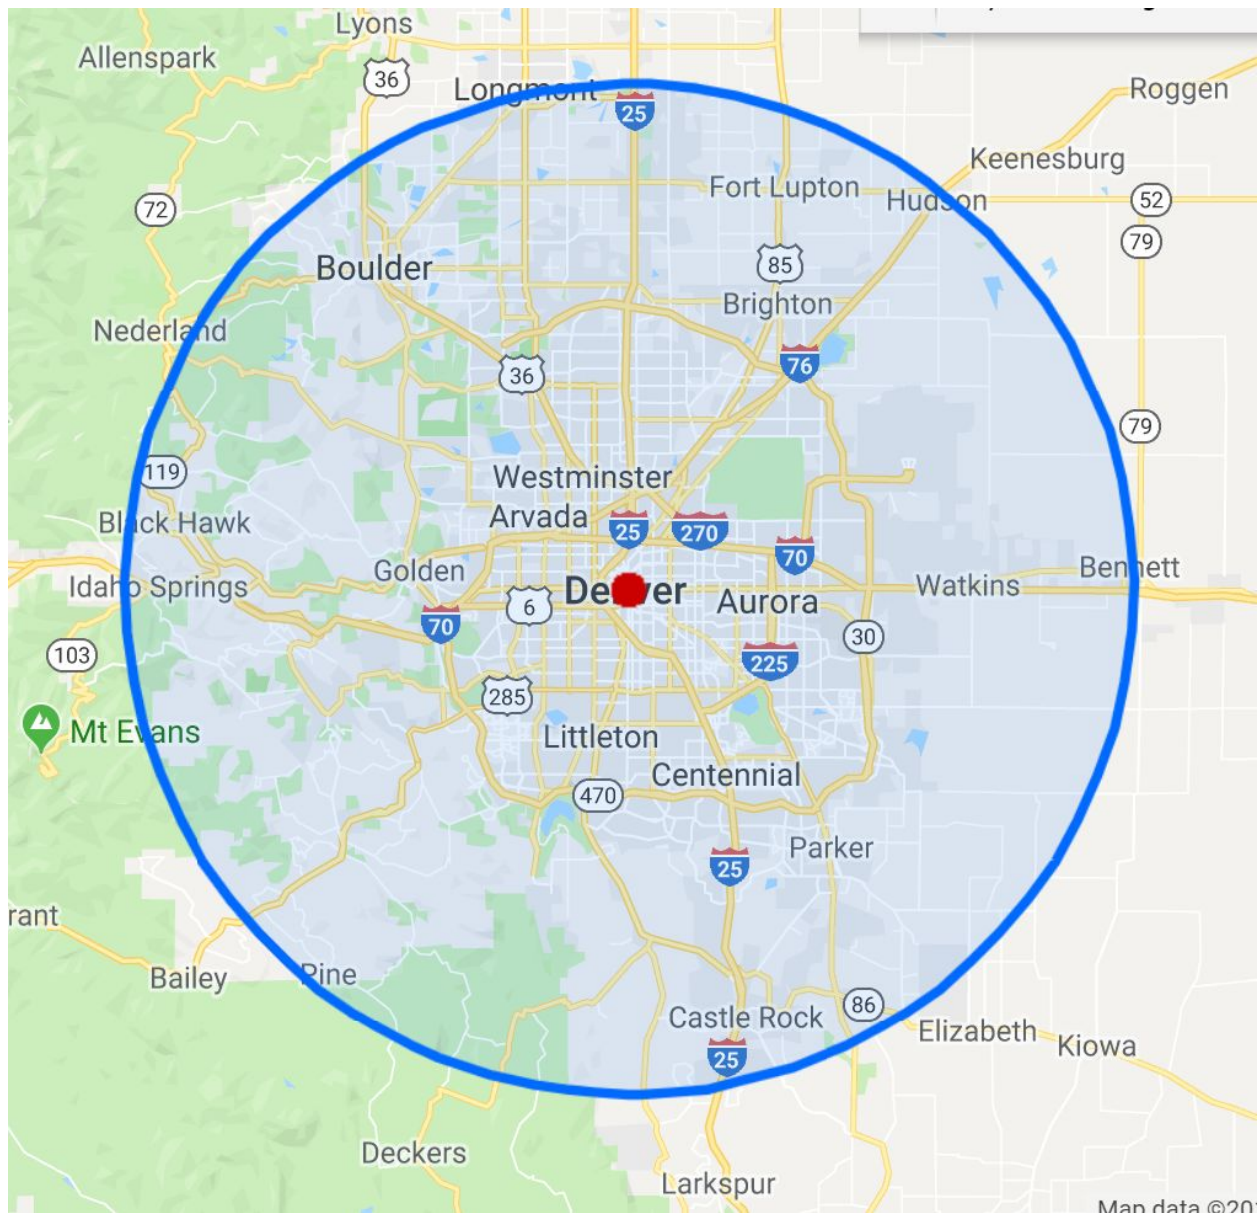 Lyons
Allenspark
36
Longmont
25
Roggen
Keenesburg
Fort Lupton
Hudson
52
72
79
85
Boulder
Brighton
Nederland
76
36
79
Westminster
119
Arvada
Black Hawk
25
270
70
Golden
Bennett
Idaho Springs
Denver
Aurora
Watkins
6
70
30
103
225
285
Mt Evans
Littleton
Centennial
470
Parker
25
rant
Bailey
Pine
86
Castle Rock
Elizabeth
Kiowa
25
Deckers
Larkspur
Map data ©201